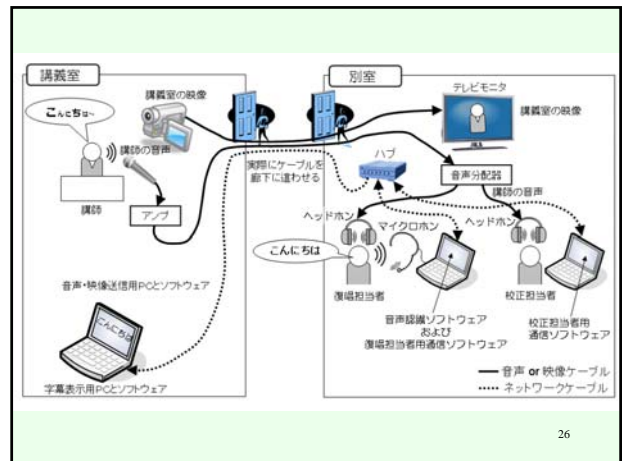 講義室
こんにちは～
講師の音声
講師
講義室の映像
アンプ
音声・映像送信用PCとソフトウェア
こんにちは
字幕表示用PCとソフトウェア
実際にケーブルを
廊下に這わせる
別室
テレビモニタ
講義室の映像
ハブ
音声分配器
講師の音声
ヘッドホン
マイクロホン
こんにちは
復唱担当者
音声認識ソフトウェア
および
復唱担当者用通信ソフトウェア
ヘッドホン
校正担当者
校正担当者用
通信ソフトウェア
音声 or 映像ケーブル
ネットワークケーブル
26